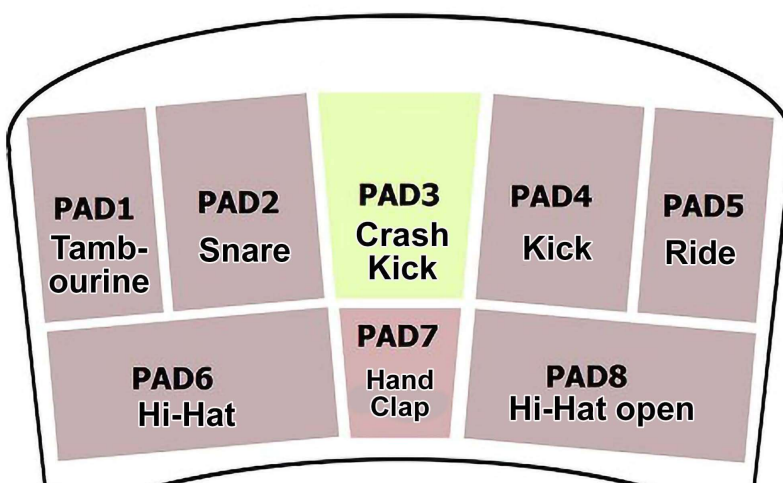 PAD1
Tamb-
ourine
PAD2
Snare
PAD3
Crash
Kick
PAD4
Kick
PAD5
Ride
PAD6
Hi-Hat
PAD7
Hand
Clap
PAD8
Hi-Hat open